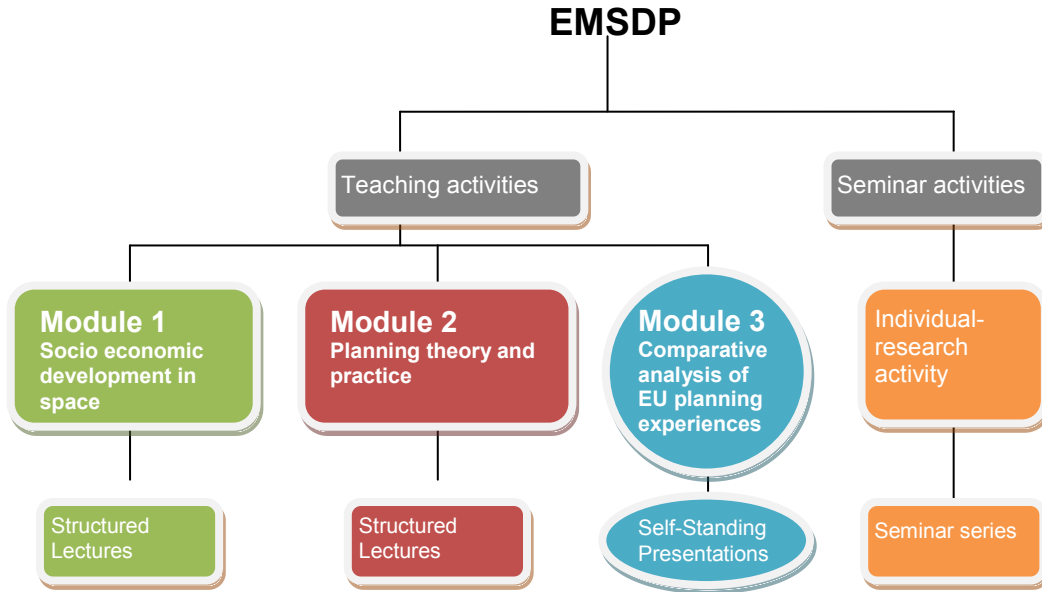 EMSDP
Teaching activities
Seminar activities
Module 1
Socio economic
development in
space
Module 2
Planning theory and
practice
Module 3
Comparative
analysis of
EU planning
experiences
Individual-
research
activity
Structured
Lectures
Structured
Lectures
Self-Standing
Presentations
Seminar series